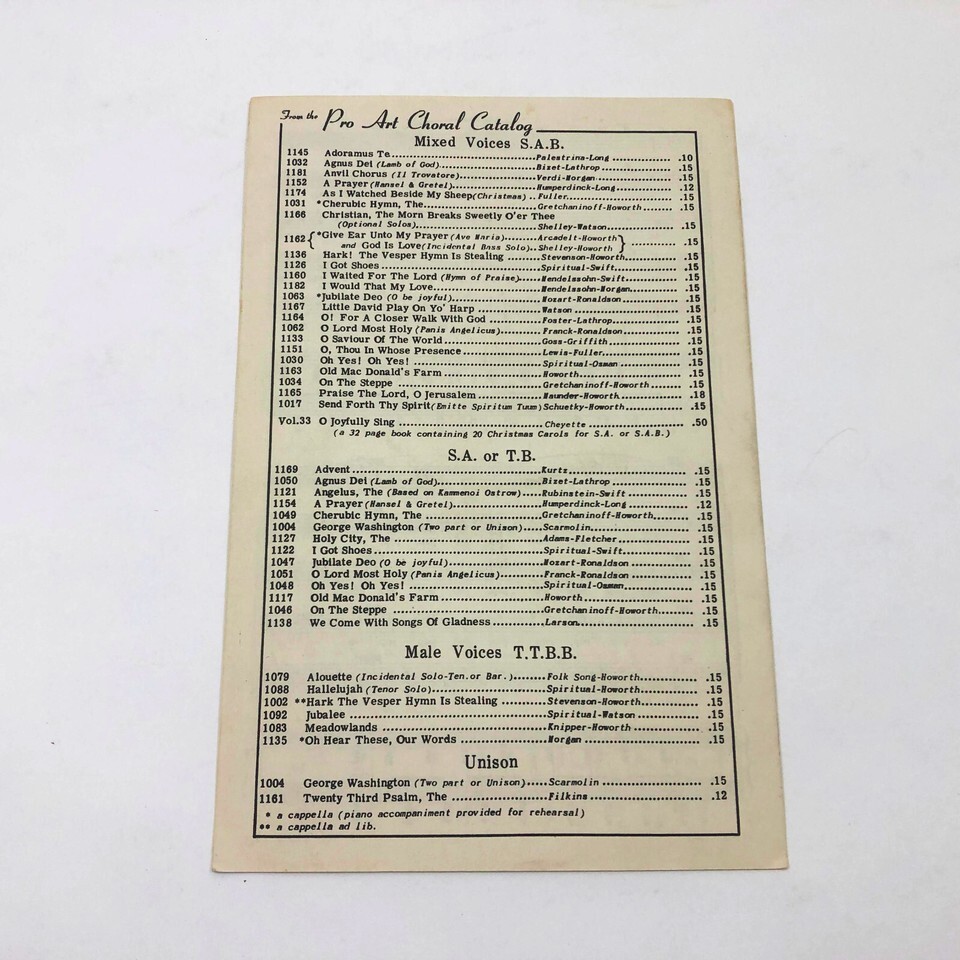 From the Pro Art Choral Catalog
Mixed Voices S.A.B.
1145 Adoramus Te..........Palestrina-Long .......... .10
1032 Agnus Dei (Lamb of God)..........Bizet-Lathrop .......... .15
1181 Anvil Chorus (Il Trovatore)..........Verdi-Morgan.......... .15
1152 A Prayer (Hansel & Gretel)..........Humperdinck-Long .......... .12
1174 As I Watched Beside My Sheep(Christmas) ..Fuller.......... .15
1031 *Cherubic Hymn, The..........Gretchaninoff-Howorth .......... .15
1166 Christian, The Morn Breaks Sweetly O'er Thee
(Optional Solos)..........Shelley-Watson.......... .15
1162 { *Give Ear Unto My Prayer (Ave Maria)..........Arcadelt-Howorth }
and God Is Love(Incidental Bass Solo)..Shelley-Howorth .......... .15
1136 Hark! The Vesper Hymn Is Stealing ..........Stevenson-Howorth.......... .15
1126 I Got Shoes..........Spiritual-Swift.......... .15
1160 I Waited For The Lord (Hymn of Praise)..........Mendelssohn-Swift.......... .15
1182 I Would That My Love..........Mendelssohn-Morgan.......... .15
1063 *Jubilate Deo (O be joyful)..........Mozart-Ronaldson .......... .15
1167 Little David Play On Yo' Harp ..........Watson .......... .15
1164 O! For A Closer Walk With God ..........Foster-Lathrop.......... .15
1062 O Lord Most Holy (Panis Angelicus)..........Franck-Ronaldson.......... .15
1133 O Saviour Of The World ..........Goss-Griffith .......... .15
1151 O, Thou In Whose Presence ..........Lewis-Fuller.......... .15
1030 Oh Yes! Oh Yes! ..........Spiritual-Osman .......... .15
1163 Old Mac Donald's Farm ..........Howorth.......... .15
1034 On The Steppe ..........Gretchaninoff-Howorth.......... .15
1165 Praise The Lord, O Jerusalem ..........Maunder-Howorth.......... .18
1017 Send Forth Thy Spirit(Emitte Spiritum Tuum)Schuetky-Howorth.......... .15
Vol.33 O Joyfully Sing ..........Cheyette .......... .50
(a 32 page book containing 20 Christmas Carols for S.A. or S.A.B.)
S.A. or T.B.
1169 Advent..........Kurtz.......... .15
1050 Agnus Dei (Lamb of God)..........Bizet-Lathrop .......... .15
1121 Angelus, The (Based on Kammenoi Ostrow).....Rubinstein-Swift .......... .15
1154 A Prayer (Hansel & Gretel)..........Humperdinck-Long .......... .12
1049 Cherubic Hymn, The ..........Gretchaninoff-Howorth.......... .15
1004 George Washington (Two part or Unison).....Scarmolin.......... .15
1127 Holy City, The ..........Adams-Fletcher.......... .15
1122 I Got Shoes..........Spiritual-Swift.......... .15
1047 Jubilate Deo (O be joyful)..........Mozart-Ronaldson .......... .15
1051 O Lord Most Holy (Panis Angelicus)..........Franck-Ronaldson .......... .15
1048 Oh Yes! Oh Yes!..........Spiritual-Osman.......... .15
1117 Old Mac Donald's Farm ..........Howorth.......... .15
1046 On The Steppe ..........Gretchaninoff-Howorth.......... .15
1138 We Come With Songs Of Gladness ..........Larson.......... .15
Male Voices T.T.B.B.
1079 Alouette (Incidental Solo-Ten.or Bar.).......Folk Song-Howorth.......... .15
1088 Hallelujah (Tenor Solo)..........Spiritual-Howorth.......... .15
1002 **Hark The Vesper Hymn Is Stealing ..........Stevenson-Howorth.......... .15
1092 Jubalee ..........Spiritual-Watson .......... .15
1083 Meadowlands ..........Knipper-Howorth .......... .15
1135 *Oh Hear These, Our Words ..........Morgan .......... .15
Unison
1004 George Washington (Two part or Unison).....Scarmolin .......... .15
1161 Twenty Third Psalm, The ..........Filkins .......... .12
* a cappella (piano accompaniment provided for rehearsal)
** a cappella ad lib.